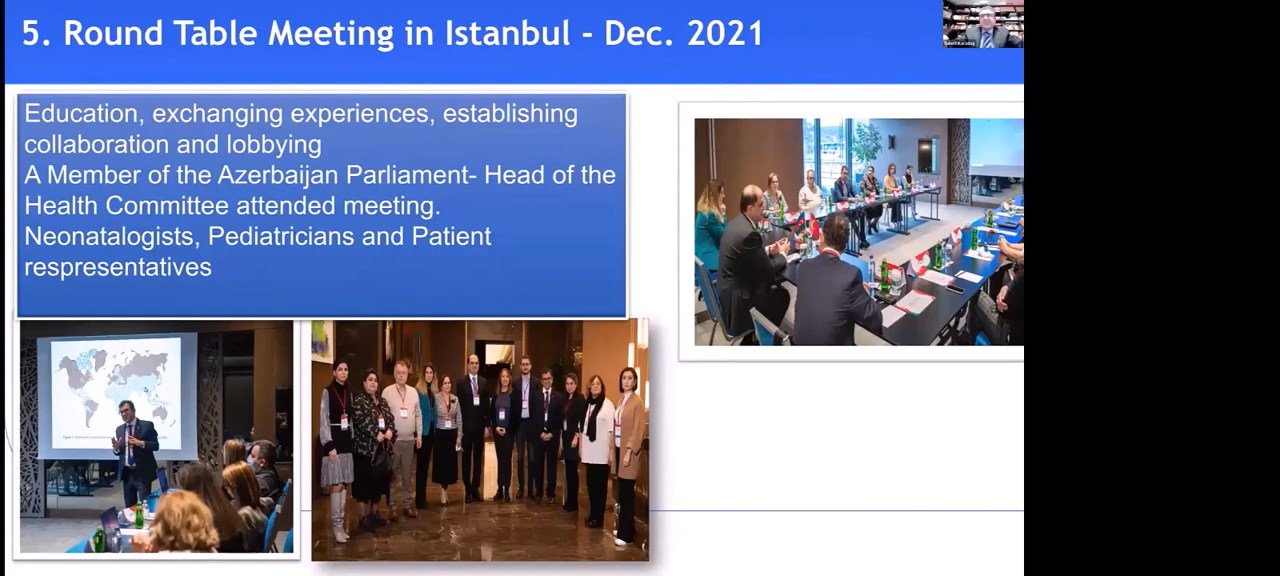 5. Round Table Meeting in Istanbul - Dec. 2021
Education, exchanging experiences, establishing
collaboration and lobbying
A Member of the Azerbaijan Parliament- Head of the
Health Committee attended meeting.
Neonatalogists, Pediatricians and Patient
respresentatives